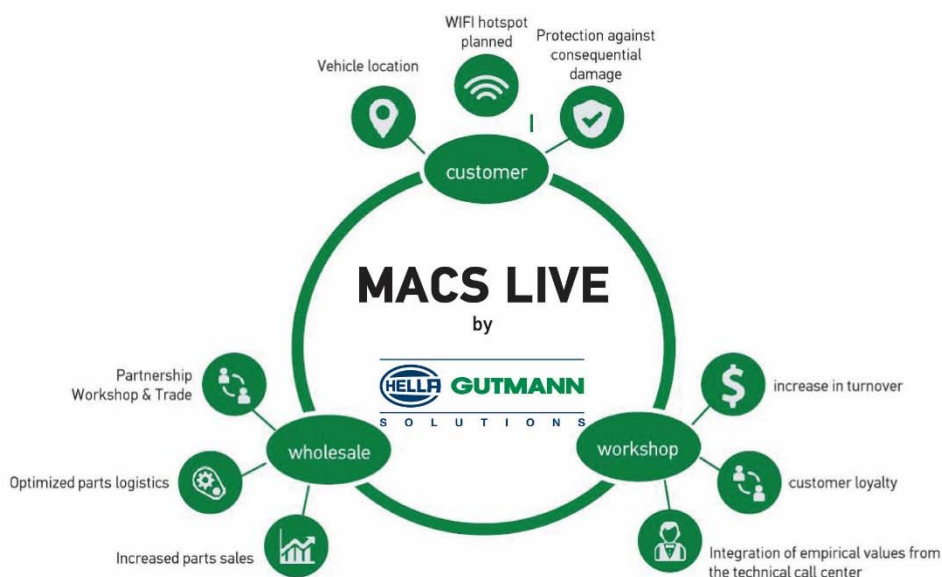 WIFI hotspot
planned
Protection against
consequential
damage
Vehicle location
customer
MACS LIVE
by
HELLA GUTMANN
SOLUTIONS
Partnership
Workshop & Trade
wholesale
Optimized parts logistics
Increased parts sales
$
increase in turnover
workshop
customer loyalty
Integration of empirical values from
the technical call center